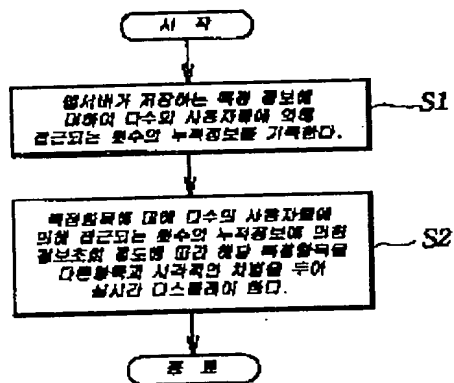 시 작
웹서버가 저장하는 특정 정보에
대하여 다수의 사용자들에 의해
접근되는 횟수의 누적정보를 기록한다.
S1
특정항목에 대해 다수의 사용자들에
의해 접근되는 횟수의 누적정보에 의한
정보조회 정도에 따라 해당 특정항목을
다른항목과 시각적인 차별을 두어
실시간 디스플레이 한다.
S2
종 료